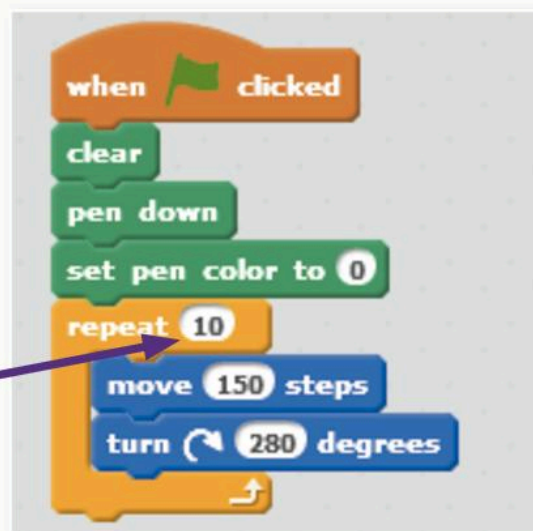 when clicked
clear
pen down
set pen color to 0
repeat 10
move 150 steps
turn 280 degrees